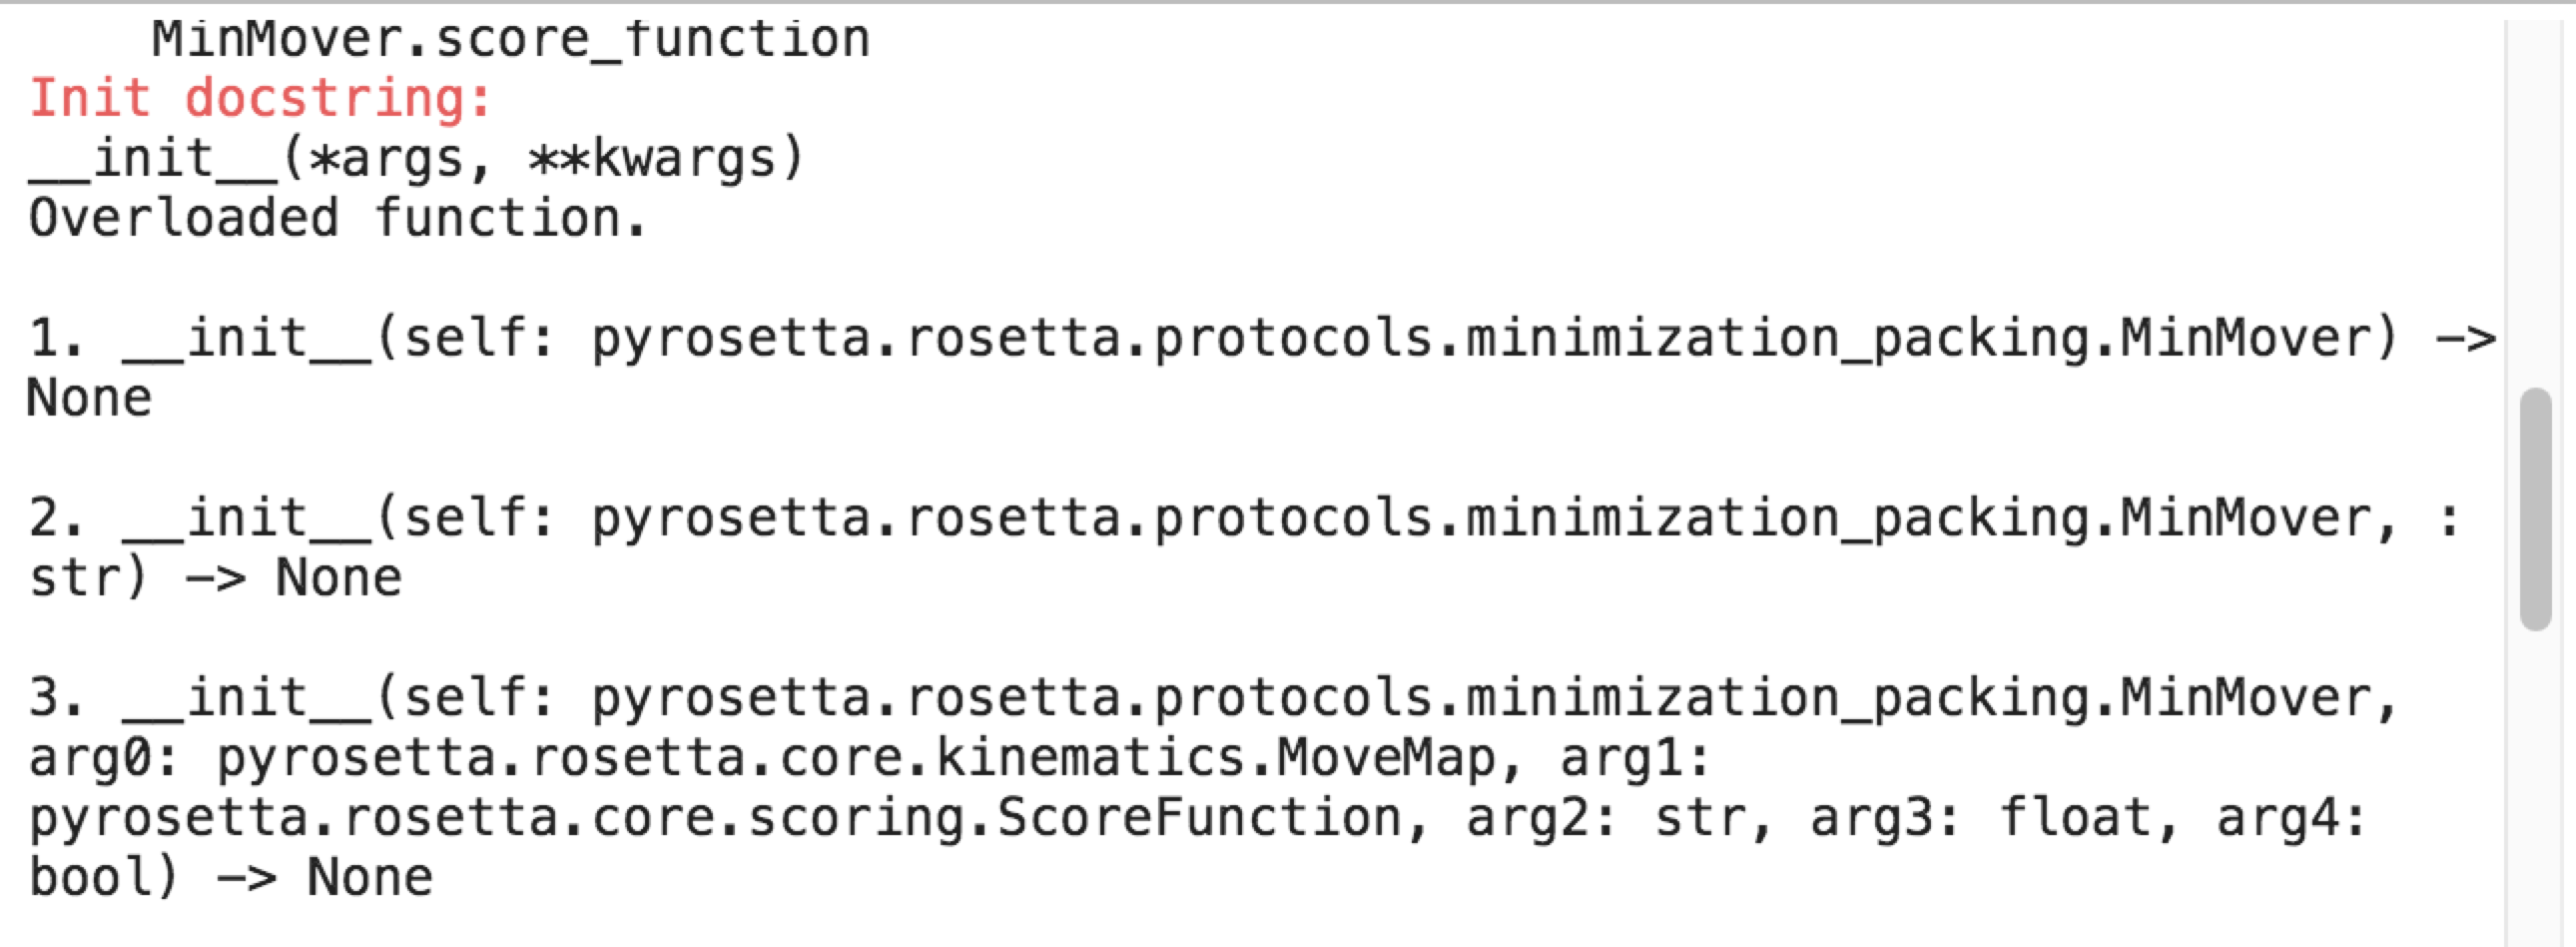 MinMover.score_function
Init docstring:
__init__(*args, **kwargs)
Overloaded function.
1. __init__(self: pyrosetta.rosetta.protocols.minimization_packing.MinMover) ->
None
2. __init__(self: pyrosetta.rosetta.protocols.minimization_packing.MinMover, :
str) -> None
3. __init__(self: pyrosetta.rosetta.protocols.minimization_packing.MinMover,
arg0: pyrosetta.rosetta.core.kinematics.MoveMap, arg1:
pyrosetta.rosetta.core.scoring.ScoreFunction, arg2: str, arg3: float, arg4:
bool) -> None